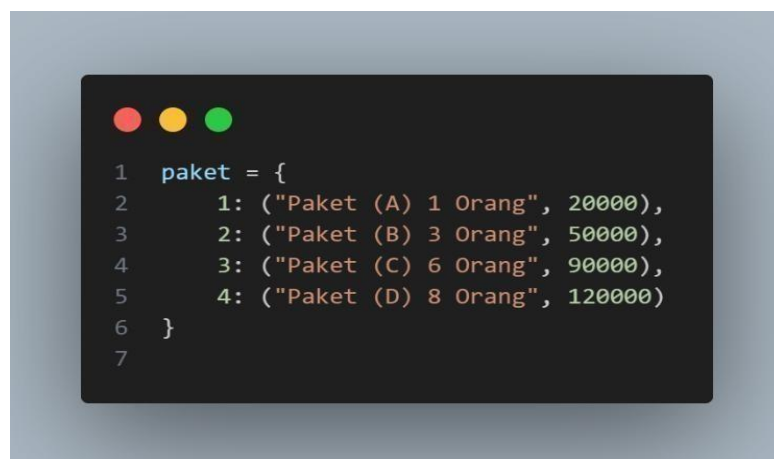 1 paket = {
2 1: ("Paket (A) 1 Orang", 20000),
3 2: ("Paket (B) 3 Orang", 50000),
4 3: ("Paket (C) 6 Orang", 90000),
5 4: ("Paket (D) 8 Orang", 120000)
6 }
7